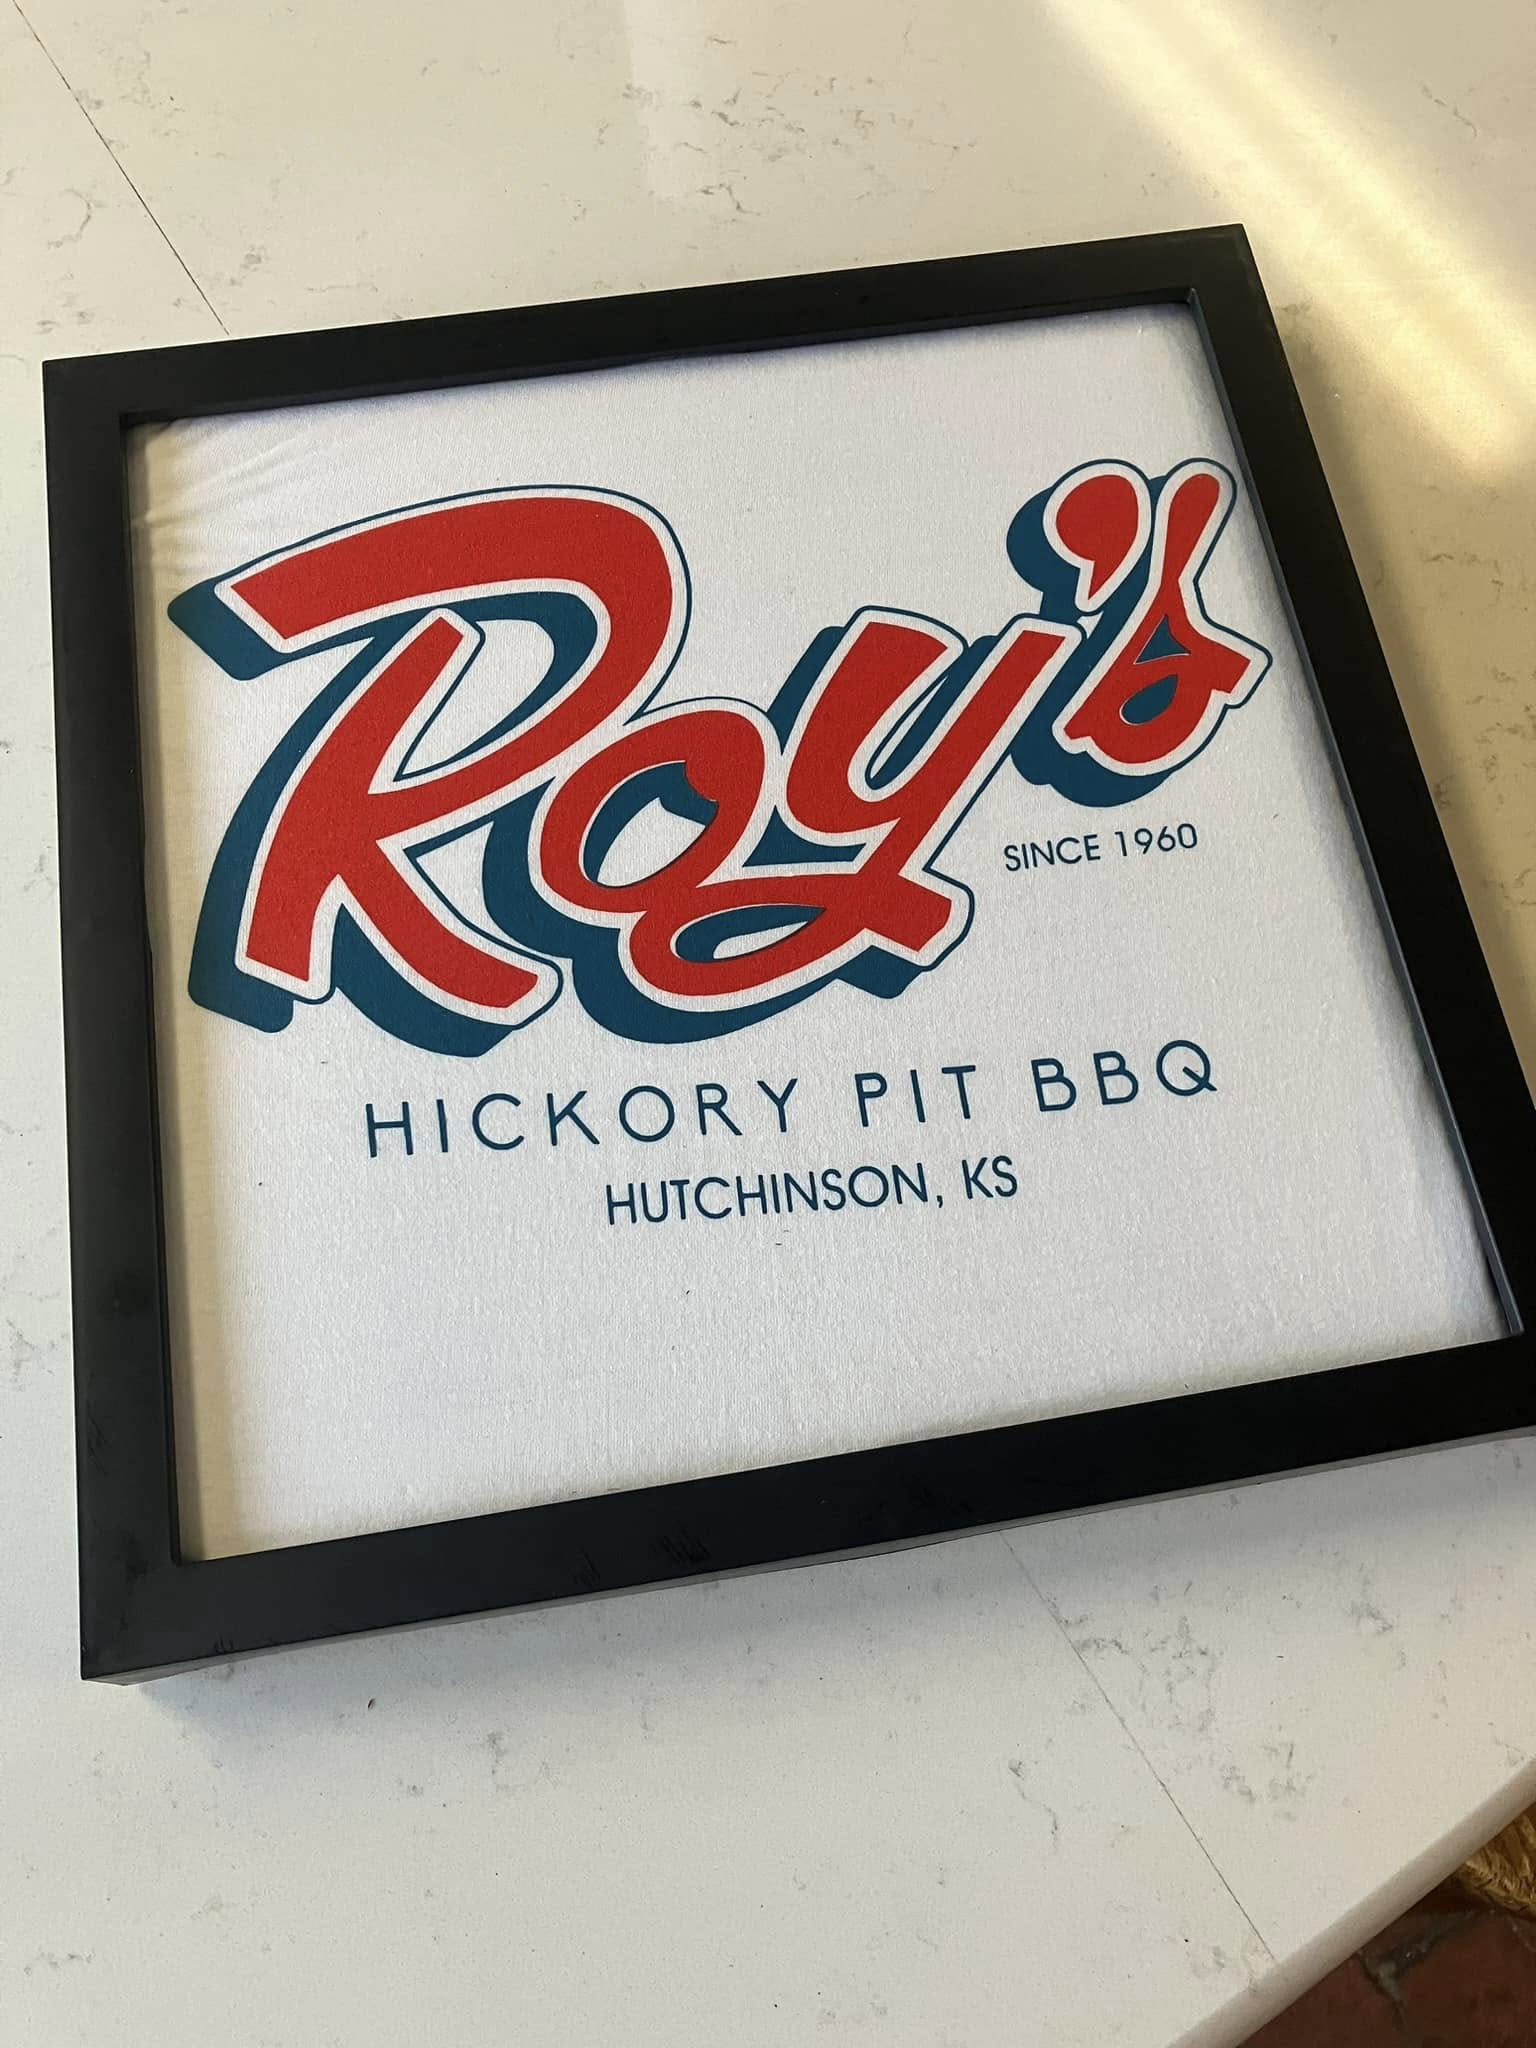 Roy's
SINCE 1960
HICKORY PIT BBQ
HUTCHINSON, KS